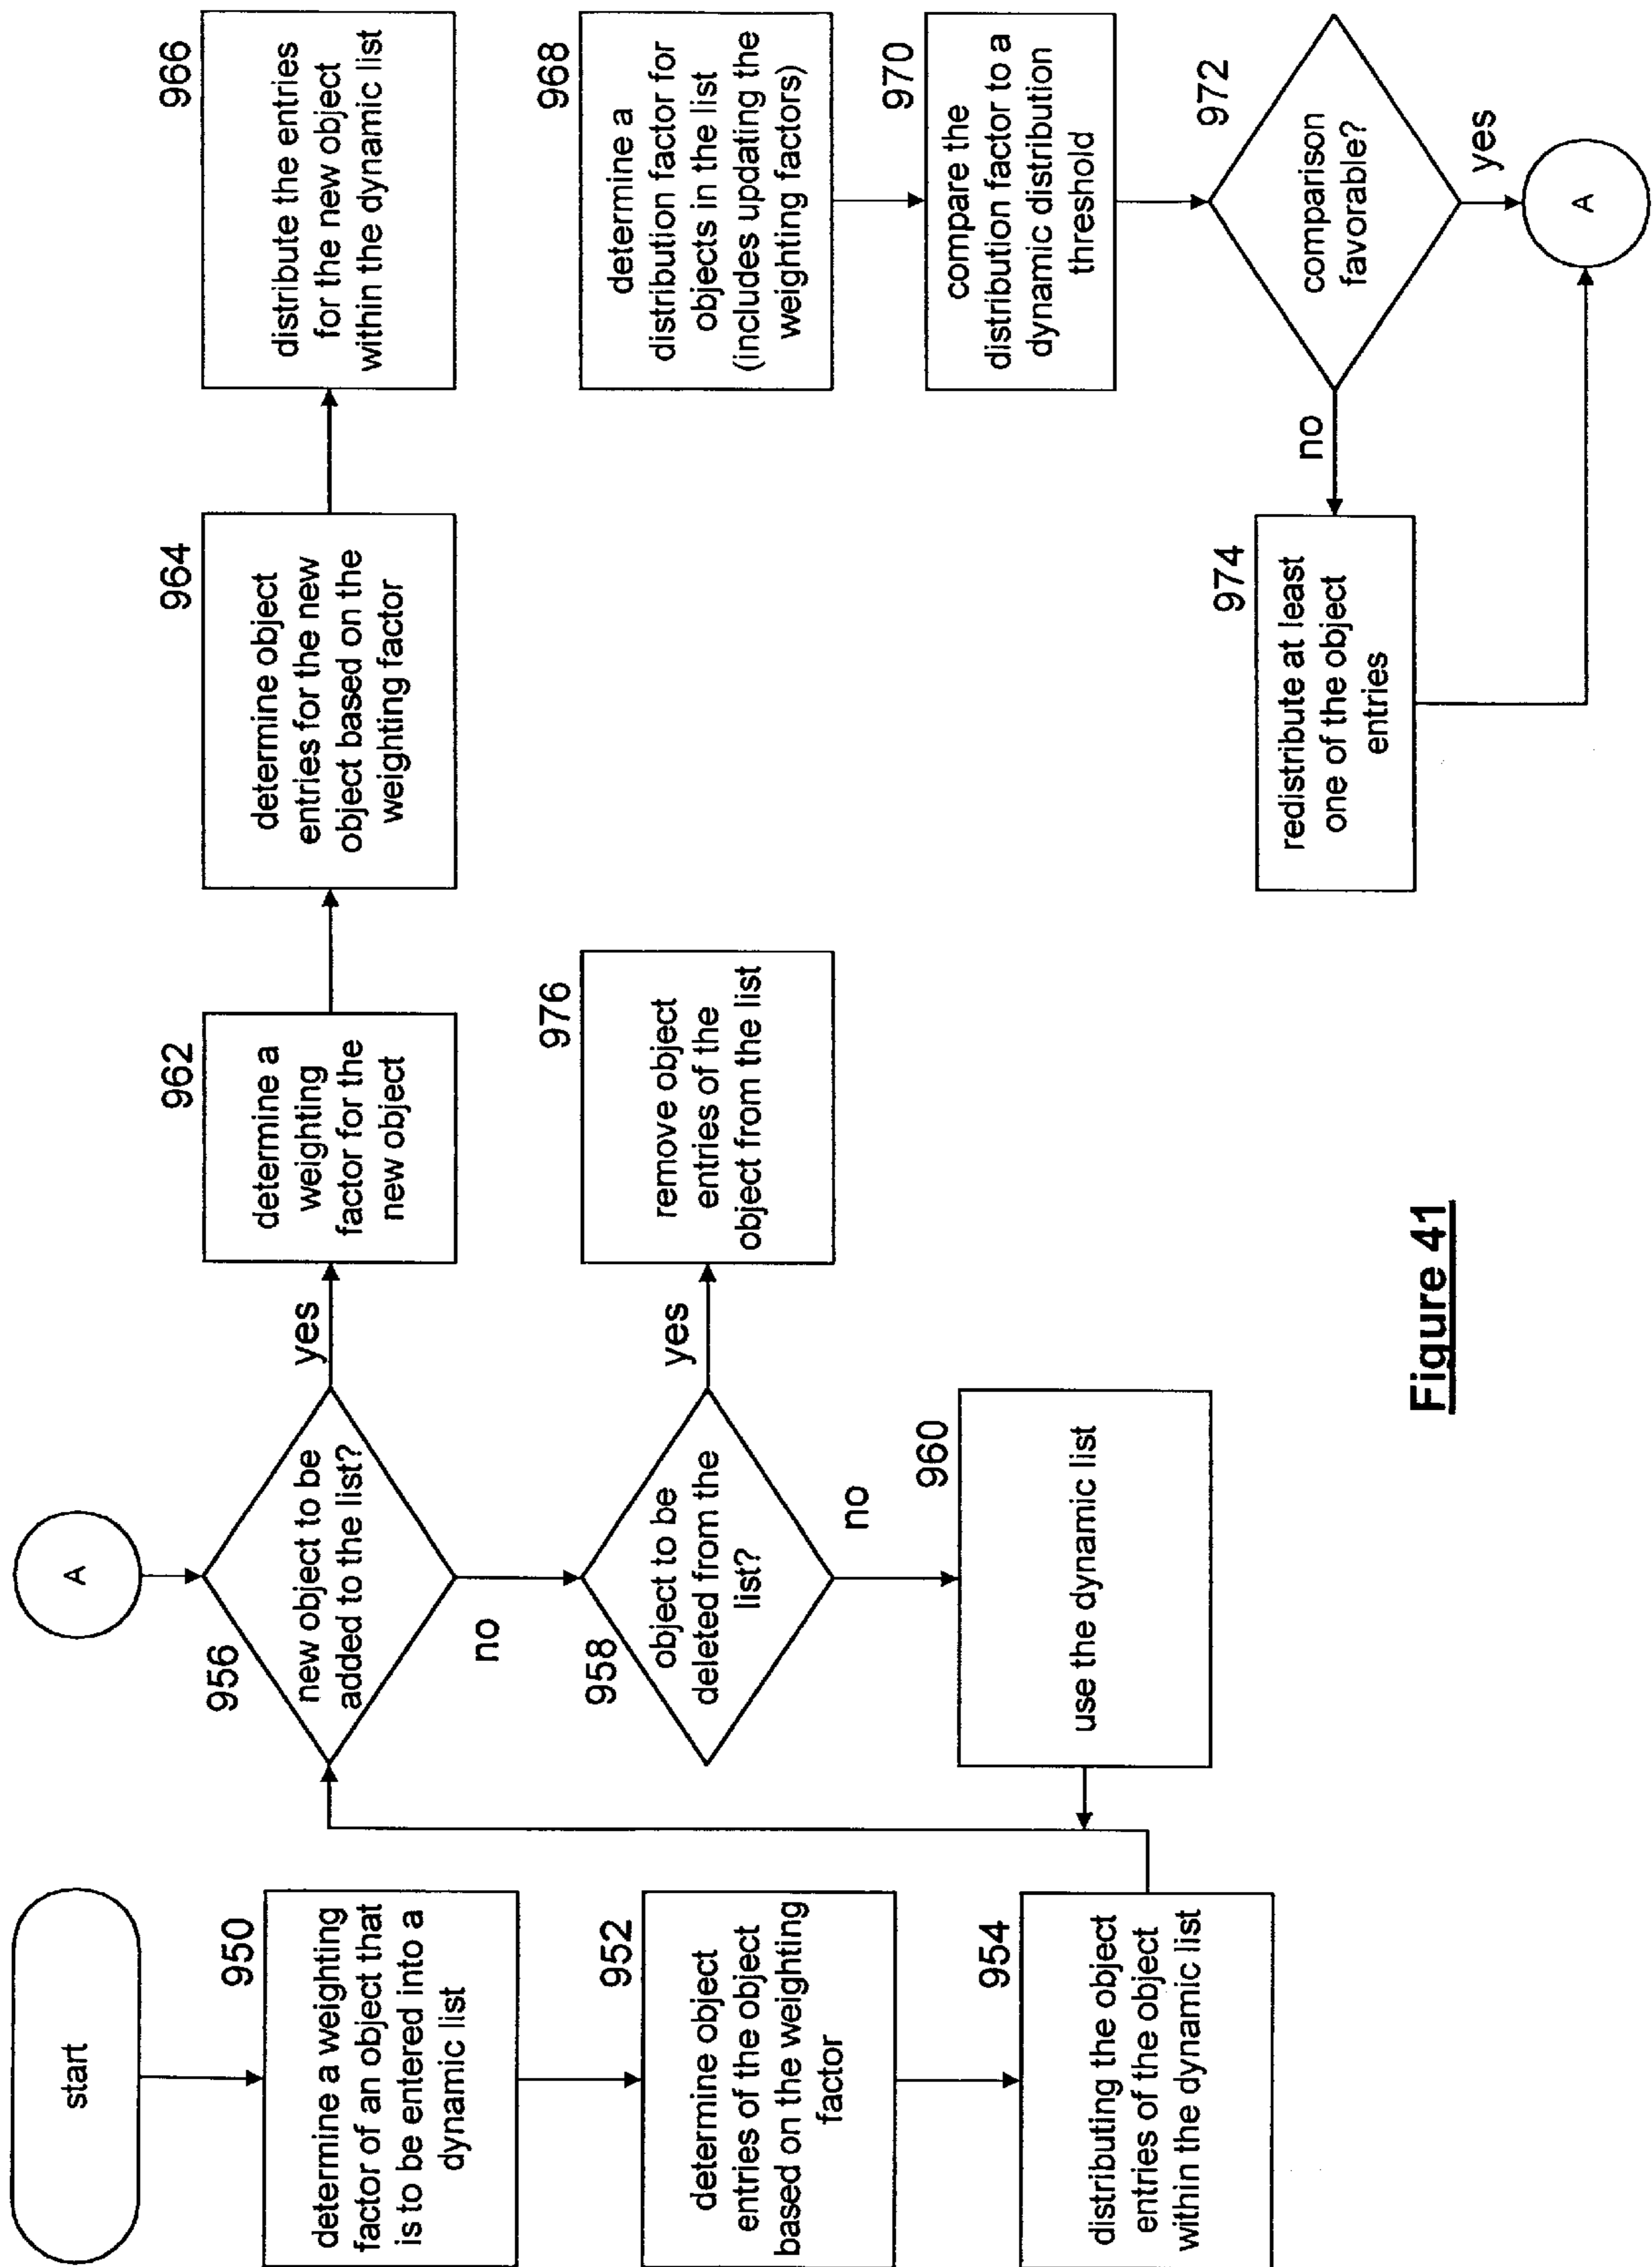 start
950
determine a weighting
factor of an object that
is to be entered into a
dynamic list
952
determine object
entries of the object
based on the weighting
factor
954
distributing the object
entries of the object
within the dynamic list
A
956
new object to be
added to the list?
yes
no
958
object to be
deleted from the
list?
yes
no
960
use the dynamic list
962
determine a
weighting
factor for the
new object
964
determine object
entries for the new
object based on the
weighting factor
966
distribute the entries
for the new object
within the dynamic list
976
remove object
entries of the
object from the list
968
determine a
distribution factor for
objects in the list
(includes updating the
weighting factors)
970
compare the
distribution factor to a
dynamic distribution
threshold
972
comparison
favorable?
no
yes
974
redistribute at least
one of the object
entries
A
Figure 41